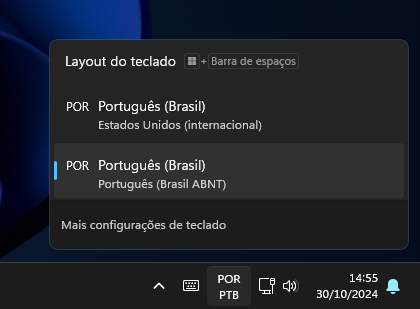 Layout do teclado + Barra de espaços
POR Português (Brasil)
Estados Unidos (internacional)
POR Português (Brasil)
Português (Brasil ABNT)
Mais configurações de teclado
POR
PTB
14:55
30/10/2024